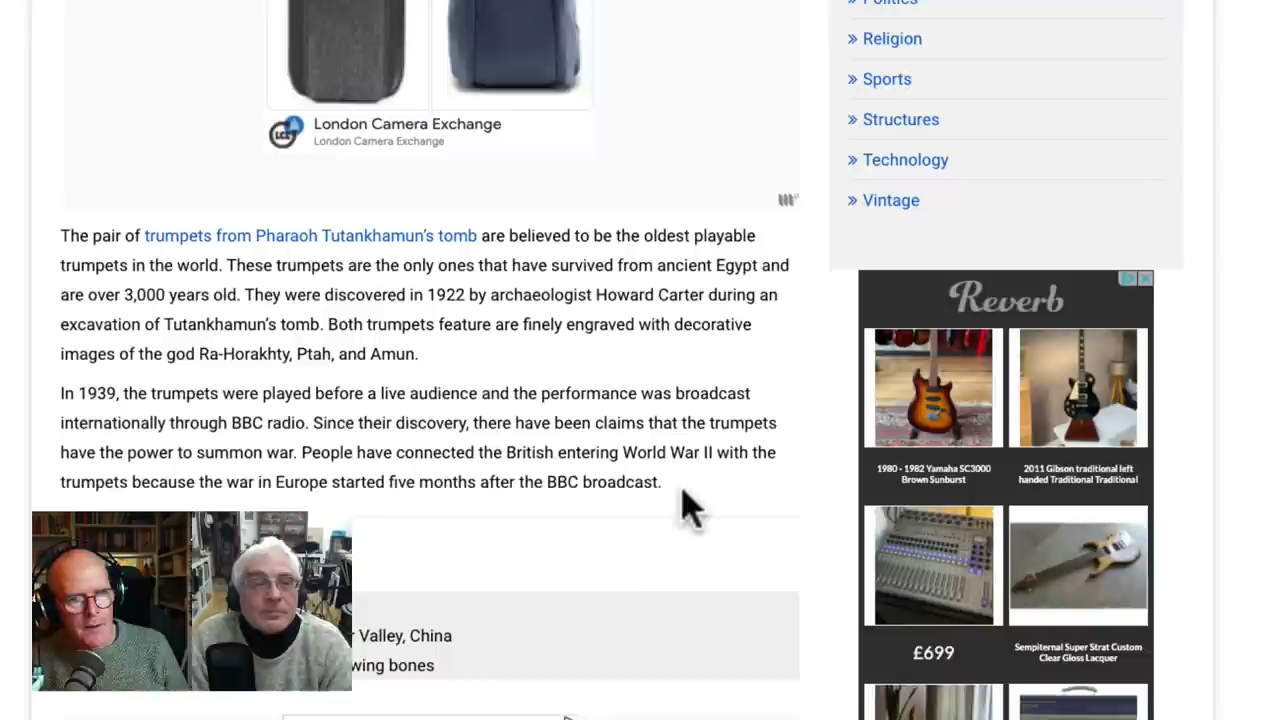 London Camera Exchange
London Camera Exchange
The pair of trumpets from Pharaoh Tutankhamun’s tomb are believed to be the oldest playable
trumpets in the world. These trumpets are the only ones that have survived from ancient Egypt and
are over 3,000 years old. They were discovered in 1922 by archaeologist Howard Carter during an
excavation of Tutankhamun’s tomb. Both trumpets feature are finely engraved with decorative
images of the god Ra-Horakhty, Ptah, and Amun.
In 1939, the trumpets were played before a live audience and the performance was broadcast
internationally through BBC radio. Since their discovery, there have been claims that the trumpets
have the power to summon war. People have connected the British entering World War II with the
trumpets because the war in Europe started five months after the BBC broadcast.
Valley, China
wing bones
Politics
» Religion
» Sports
» Structures
» Technology
» Vintage
Reverb
1980 - 1982 Yamaha SC3000
Brown Sunburst
2011 Gibson traditional left
handed Traditional Traditional
£699
Sempiternal Super Strat Custom
Clear Gloss Lacquer